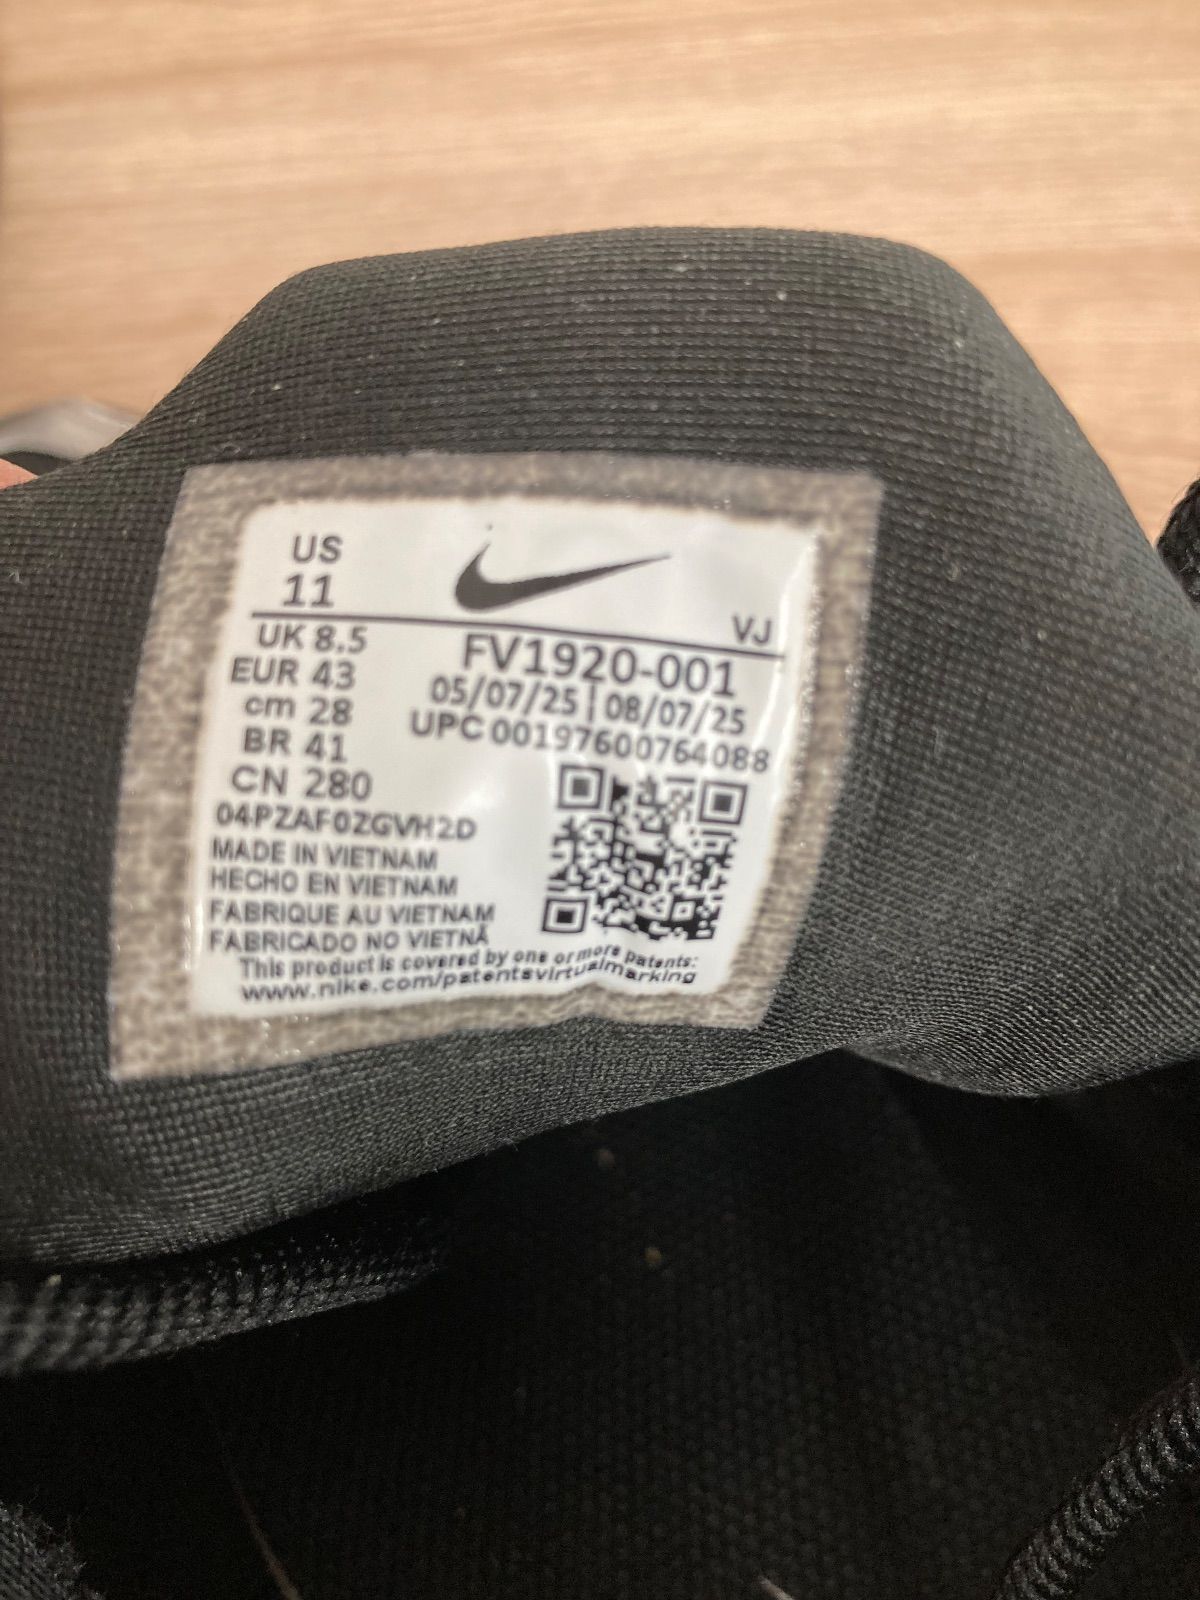 US
11
VJ
UK 8.5
FV1920-001
EUR 43
05/07/25 | 08/07/25
cm 28
UPC 00197600764088
BR 41
CN 280
04PZAF0ZGVH2D
MADE IN VIETNAM
HECHO EN VIETNAM
FABRIQUE AU VIETNAM
FABRICADO NO VIETNÃ
This product is covered by one or more patents:
www.nike.com/patentsvirtualmarking